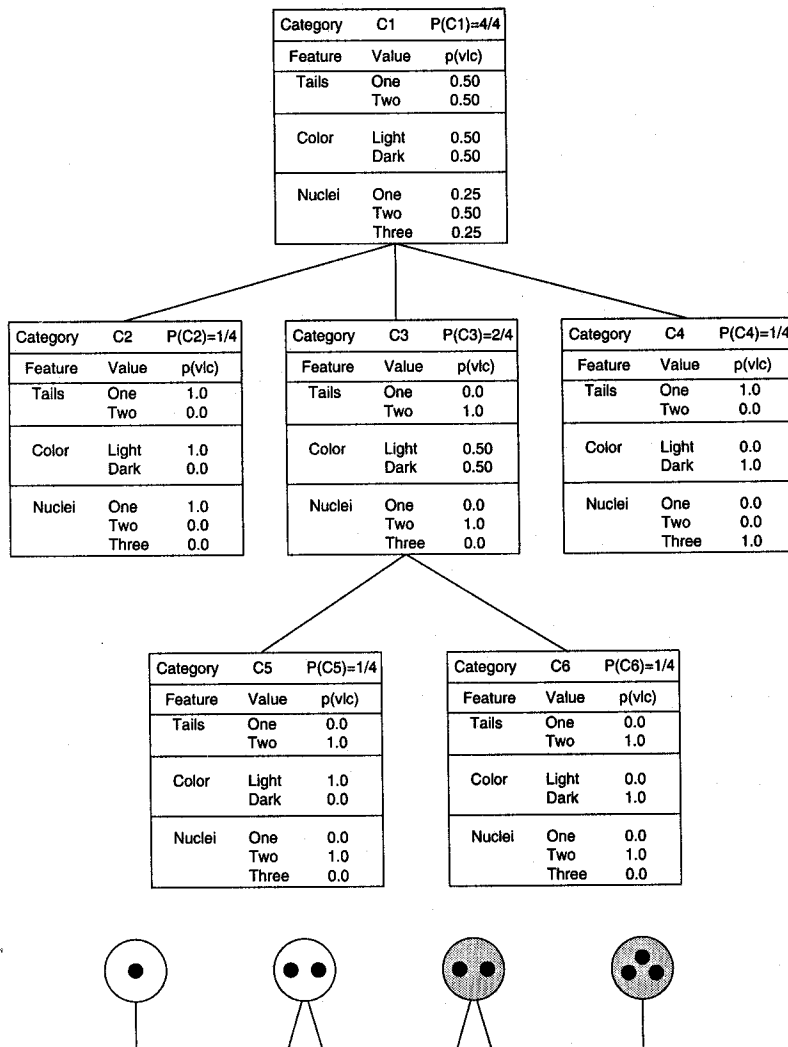 Category C1 P(C1)=4/4
Feature Value p(vlc)
Tails One 0.50
Two 0.50
Color Light 0.50
Dark 0.50
Nuclei One 0.25
Two 0.50
Three 0.25
Category C2 P(C2)=1/4
Feature Value p(vlc)
Tails One 1.0
Two 0.0
Color Light 1.0
Dark 0.0
Nuclei One 1.0
Two 0.0
Three 0.0
Category C3 P(C3)=2/4
Feature Value p(vlc)
Tails One 0.0
Two 1.0
Color Light 0.50
Dark 0.50
Nuclei One 0.0
Two 1.0
Three 0.0
Category C4 P(C4)=1/4
Feature Value p(vlc)
Tails One 1.0
Two 0.0
Color Light 0.0
Dark 1.0
Nuclei One 0.0
Two 0.0
Three 1.0
Category C5 P(C5)=1/4
Feature Value p(vlc)
Tails One 0.0
Two 1.0
Color Light 1.0
Dark 0.0
Nuclei One 0.0
Two 1.0
Three 0.0
Category C6 P(C6)=1/4
Feature Value p(vlc)
Tails One 0.0
Two 1.0
Color Light 0.0
Dark 1.0
Nuclei One 0.0
Two 1.0
Three 0.0